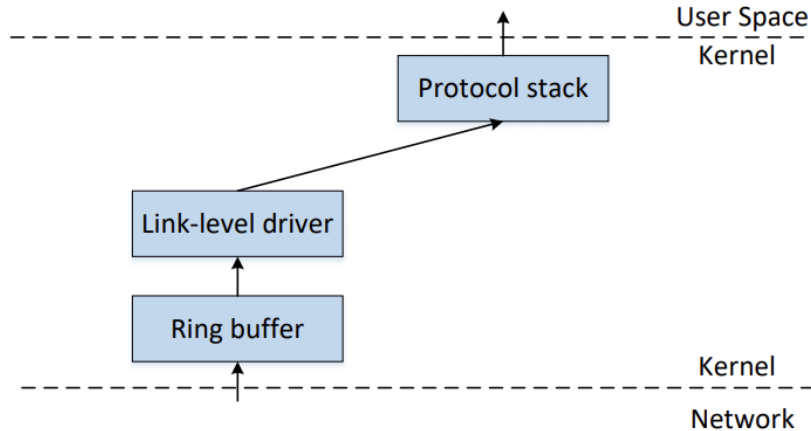 User Space
Kernel
Protocol stack
Link-level driver
Ring buffer
Kernel
Network